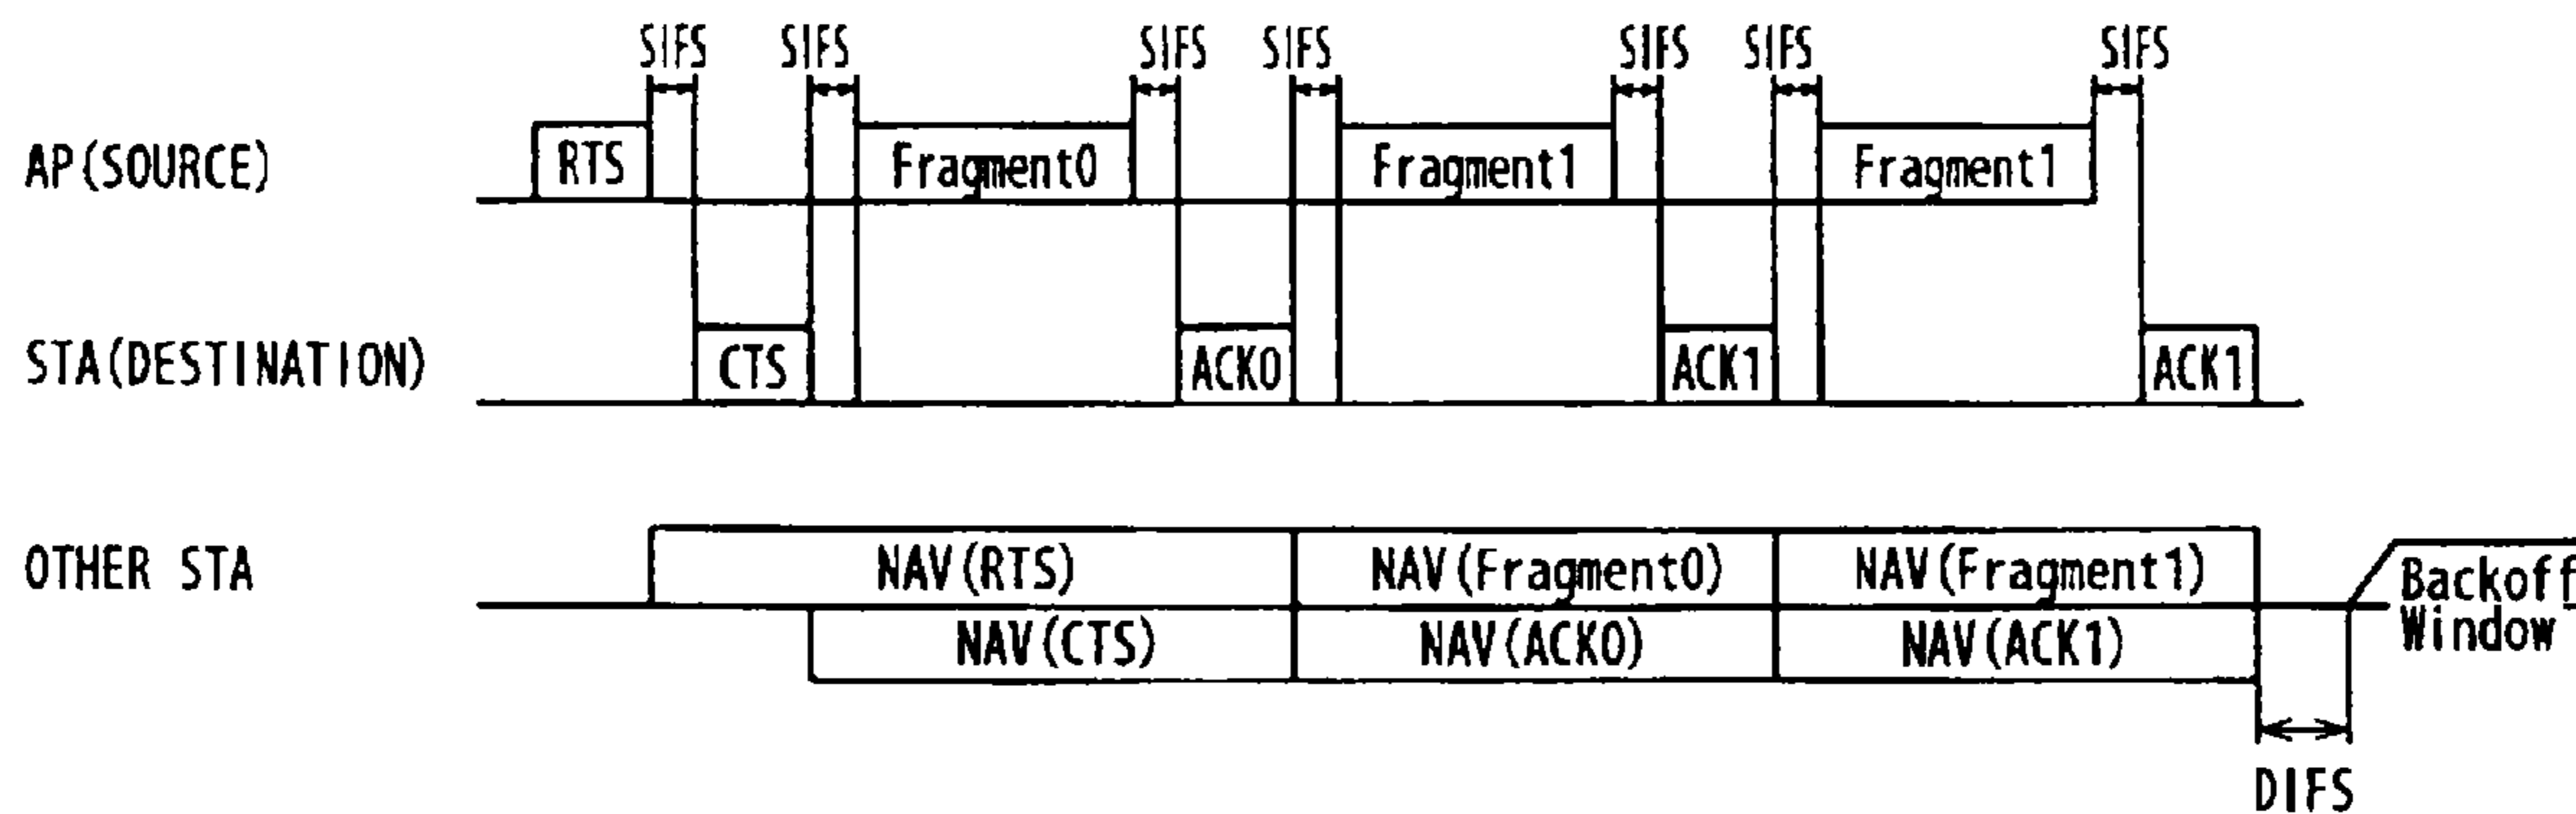 SIFS SIFS SIFS SIFS SIFS SIFS SIFS
AP(SOURCE) RTS Fragment0 Fragment1 Fragment1
STA(DESTINATION) CTS ACK0 ACK1 ACK1
OTHER STA NAV(RTS) NAV(Fragment0) NAV(Fragment1) Backoff
NAV(CTS) NAV(ACK0) NAV(ACK1) Window
DIFS